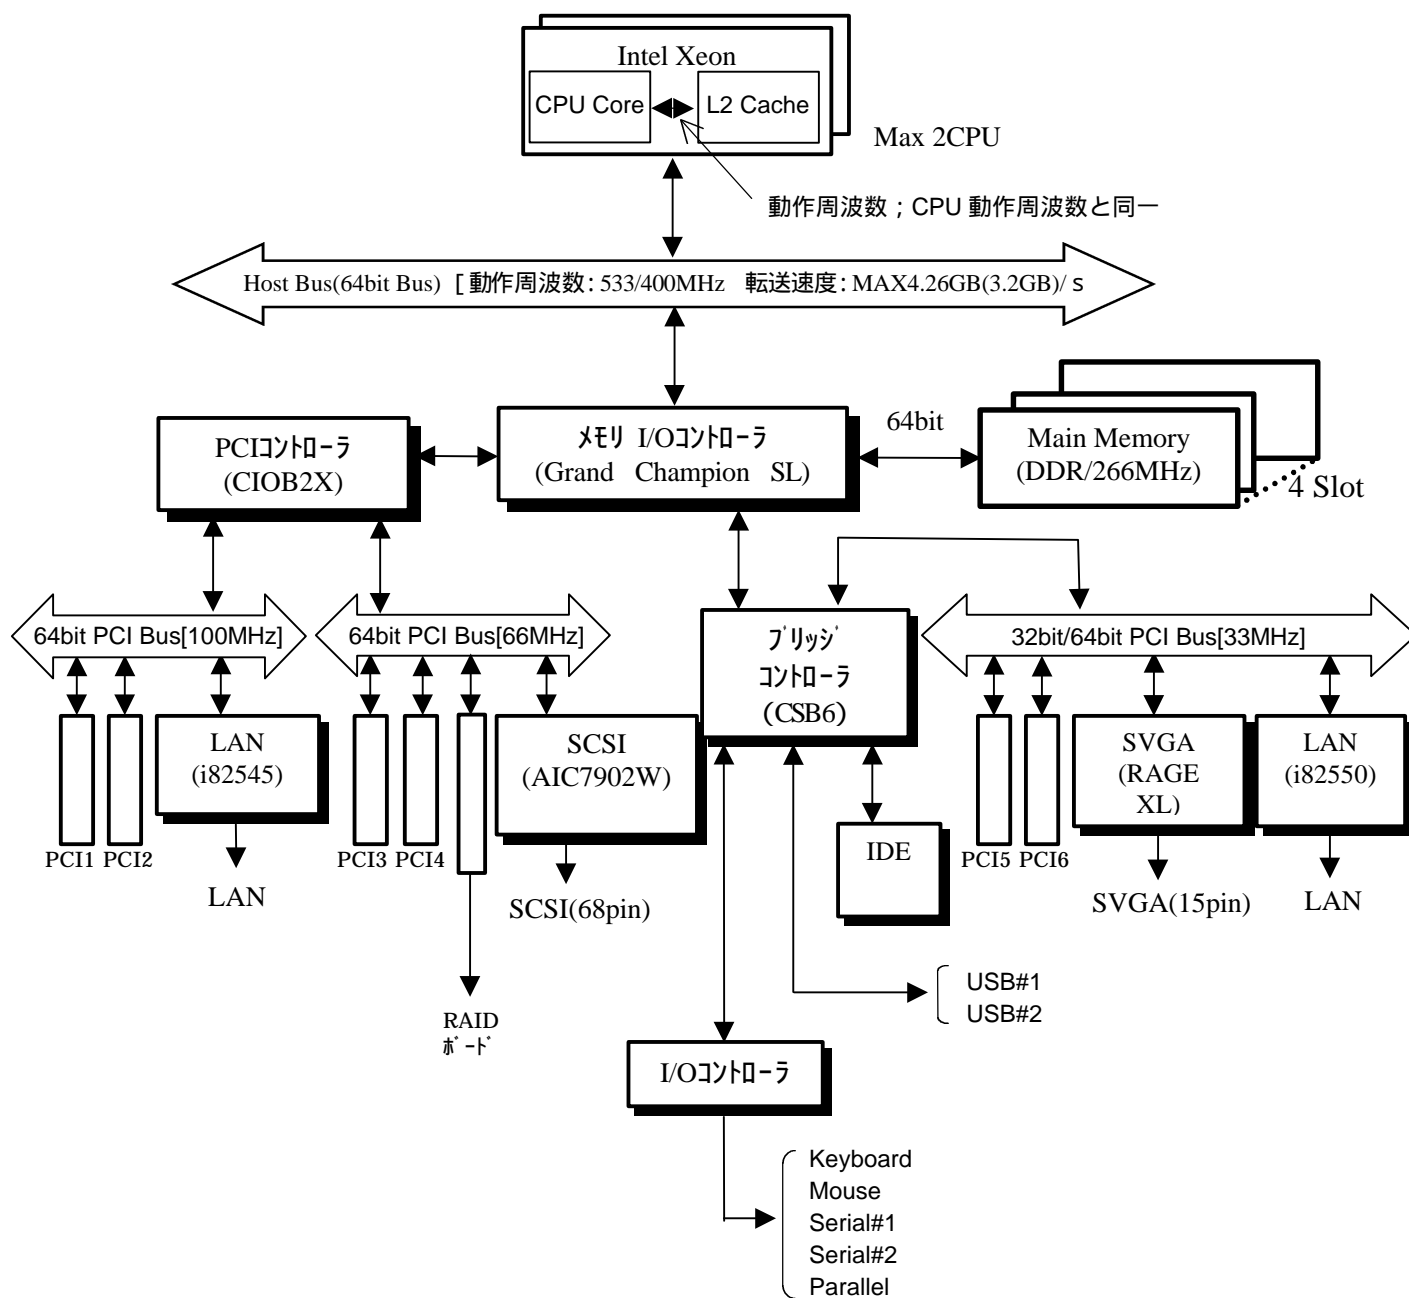 Intel Xeon
CPU Core
L2 Cache
Max 2CPU
動作周波数;CPU 動作周波数と同一
Host Bus(64bit Bus) [動作周波数:533/400MHz 転送速度:MAX4.26GB(3.2GB)/s
PCIコントローラ
(CIOB2X)
メモリ I/Oコントローラ
(Grand Champion SL)
64bit
Main Memory
(DDR/266MHz)
4 Slot
64bit PCI Bus[100MHz]
64bit PCI Bus[66MHz]
ブリッジ
コントローラ
(CSB6)
32bit/64bit PCI Bus[33MHz]
LAN
(i82545)
SCSI
(AIC7902W)
SVGA
(RAGE
XL)
LAN
(i82550)
PCI1
PCI2
PCI3
PCI4
IDE
PCI5
PCI6
LAN
SCSI(68pin)
SVGA(15pin)
LAN
USB#1
USB#2
RAID
ボード
I/Oコントローラ
Keyboard
Mouse
Serial#1
Serial#2
Parallel